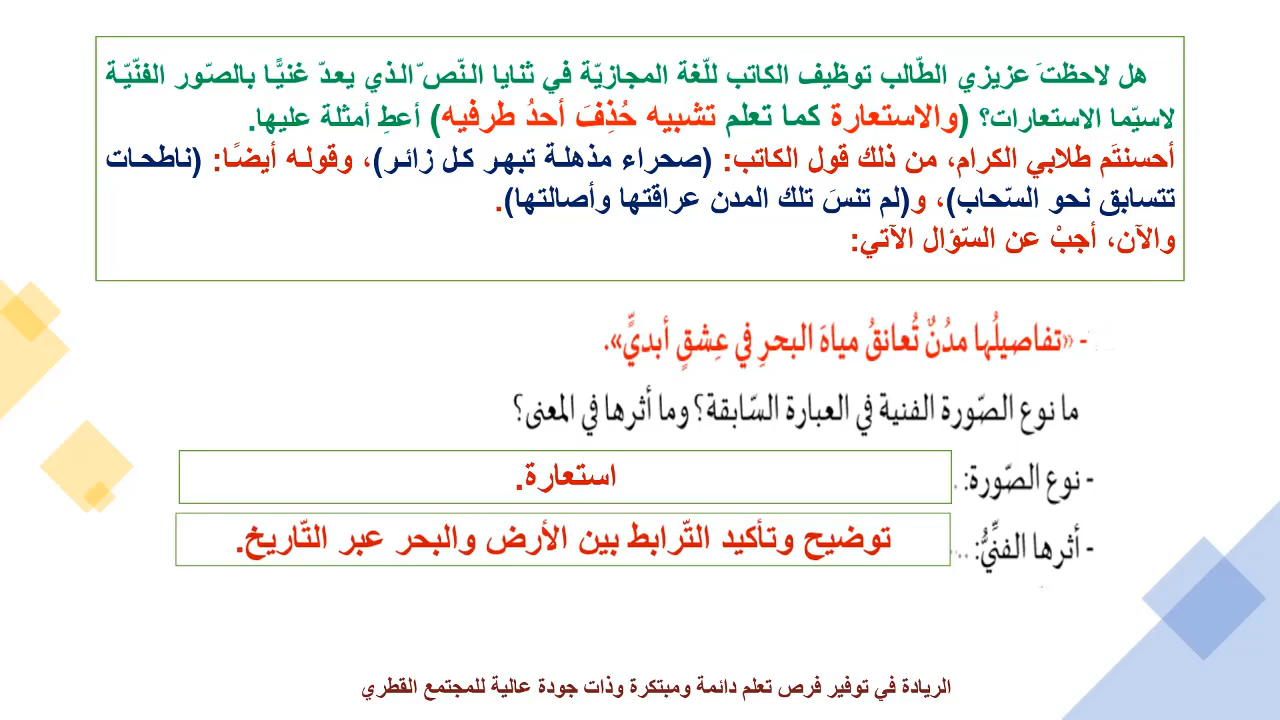 هل لاحظتَ عزيزي الطّالب توظيف الكاتب للّغة المجازيّة في ثنايا النّصّ الذي يعدّ غنيًّا بالصّور الفنّيّة
لاسيّما الاستعارات؟ (والاستعارة كما تعلم تشبيه حُذِفَ أحدُ طرفيه) أعطِ أمثلة عليها.
أحسنتَم طلابي الكرام، من ذلك قول الكاتب: (صحراء مذهلة تبهر كل زائر)، وقوله أيضًا: (ناطحات
تتسابق نحو السّحاب)، و(لم تنسَ تلك المدن عراقتها وأصالتها).
والآن، أجبْ عن السّؤال الآتي:
- «تفاصيلُها مدُنٌ تُعانقُ مياهَ البحرِ في عِشقٍ أبديٍّ».
ما نوع الصّورة الفنية في العبارة السّابقة؟ وما أثرها في المعنى؟
- نوع الصّورة: . استعارة.
- أثرها الفنِّيُّ: ... توضيح وتأكيد التّرابط بين الأرض والبحر عبر التّاريخ.
الريادة في توفير فرص تعلم دائمة ومبتكرة وذات جودة عالية للمجتمع القطري